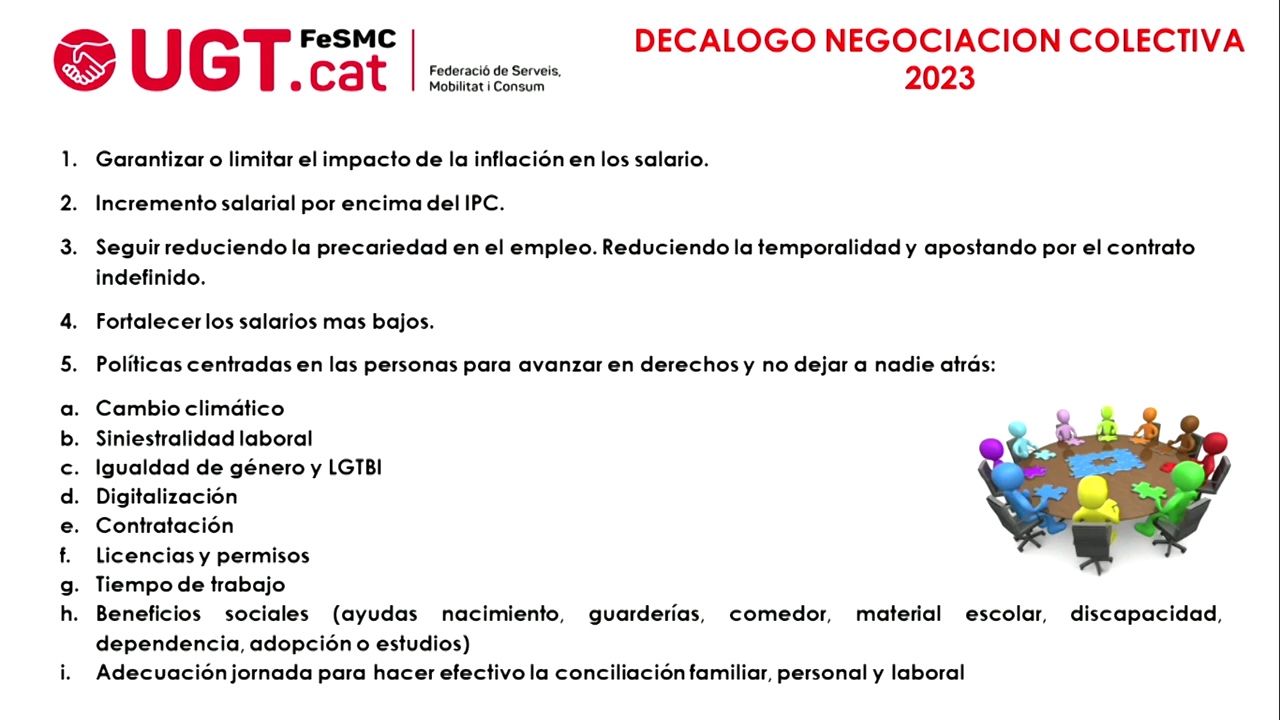 UGT.cat FeSMC
Federació de Serveis,
Mobilitat i Consum
DECALOGO NEGOCIACION COLECTIVA
2023
1. Garantizar o limitar el impacto de la inflación en los salario.
2. Incremento salarial por encima del IPC.
3. Seguir reduciendo la precariedad en el empleo. Reduciendo la temporalidad y apostando por el contrato
indefinido.
4. Fortalecer los salarios mas bajos.
5. Políticas centradas en las personas para avanzar en derechos y no dejar a nadie atrás:
a. Cambio climático
b. Siniestralidad laboral
c. Igualdad de género y LGTBI
d. Digitalización
e. Contratación
f. Licencias y permisos
g. Tiempo de trabajo
h. Beneficios sociales (ayudas nacimiento, guarderías, comedor, material escolar, discapacidad,
dependencia, adopción o estudios)
i. Adecuación jornada para hacer efectivo la conciliación familiar, personal y laboral